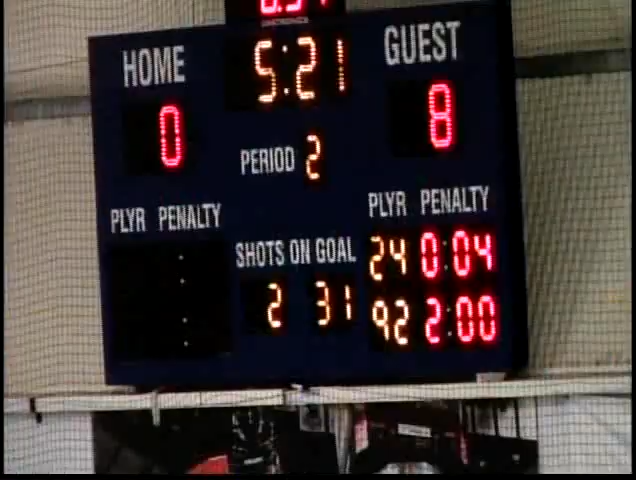 HOME 5:21 GUEST
0 8
PERIOD 2
PLYR PENALTY PLYR PENALTY
SHOTS ON GOAL 24 0:04
2 31 92 2:00